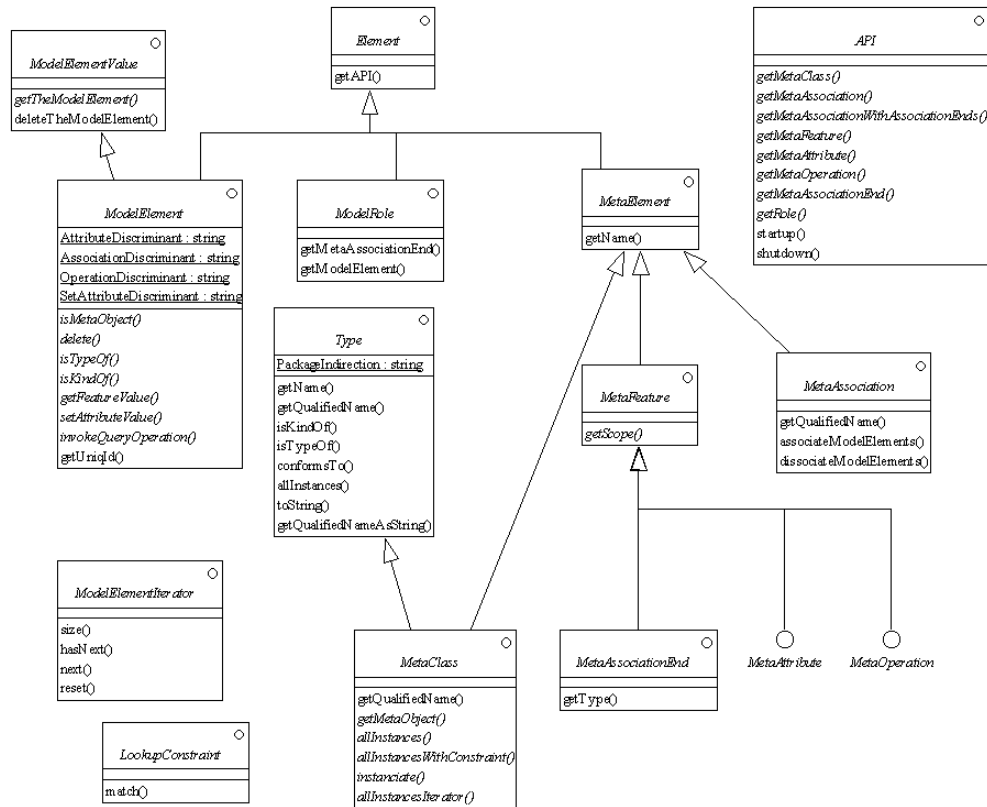 ModelElementValue
getTheModelElement()
deleteTheModelElement()
Element
getAPI()
API
getMetaClass()
getMetaAssociation()
getMetaAssociationWithAssociationEnds()
getMetaFeature()
getMetaAttribute()
getMetaOperation()
getMetaAssociationEnd()
getRole()
startup()
shutdown()
ModelElement
AttributeDiscriminant : string
AssociationDiscriminant : string
OperationDiscriminant : string
SetAttributeDiscriminant : string
isMetaObject()
delete()
isTypeOf()
isKindOf()
getFeatureValue()
setAttributeValue()
invokeQueryOperation()
getUniqId()
ModelRole
getMetaAssociationEnd()
getModelElement()
MetaElement
getName()
Type
PackageIndirection : string
getName()
getQualifiedName()
isKindOf()
isTypeOf()
conformsTo()
allInstances()
toString()
getQualifiedNameAsString()
MetaFeature
getScope()
MetaAssociation
getQualifiedName()
associateModelElements()
dissociateModelElements()
ModelElementIterator
size()
hasNext()
next()
reset()
MetaClass
getQualifiedName()
getMetaObject()
allInstances()
allInstancesWithConstraint()
instanciate()
allInstancesIterator()
MetaAssociationEnd
getType()
MetaAttribute
MetaOperation
LookupConstraint
match()